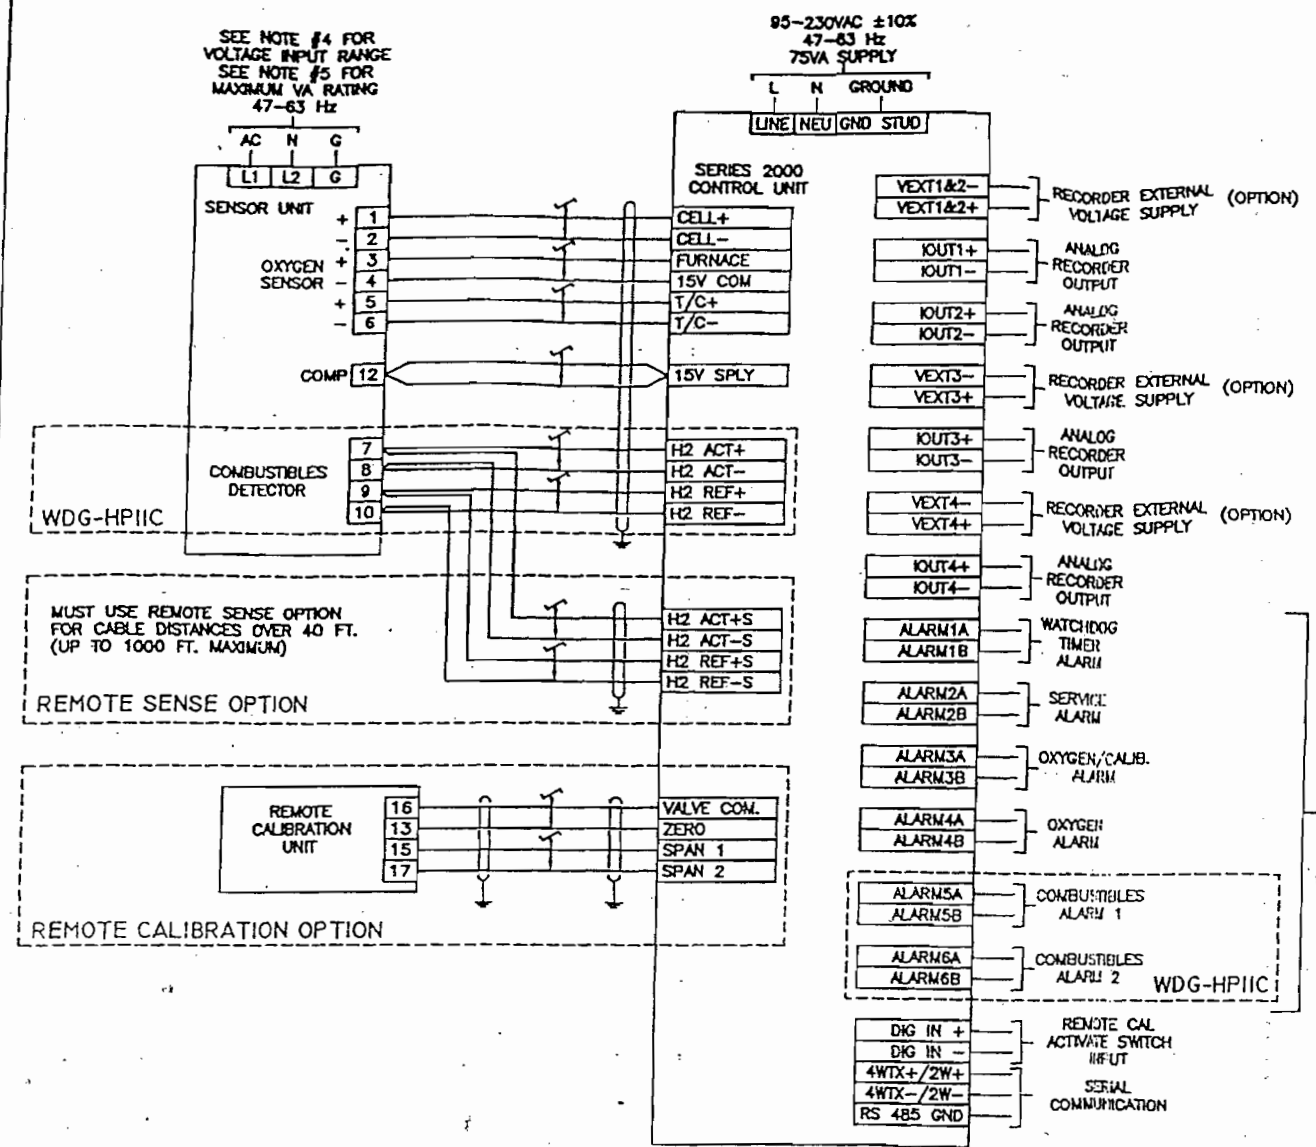 SEE NOTE #4 FOR
VOLTAGE INPUT RANGE
SEE NOTE #5 FOR
MAXIMUM VA RATING
47-63 Hz
AC N G
L1 L2 G
SENSOR UNIT
OXYGEN
SENSOR
+ 1
- 2
+ 3
- 4
+ 5
- 6
COMP 12
COMBUSTIBLES
DETECTOR
7
8
9
10
WDG-HPIIC
95-230VAC ±10%
47-63 Hz
75VA SUPPLY
L N GROUND
LINE NEU GND STUD
SERIES 2000
CONTROL UNIT
CELL+
CELL-
FURNACE
15V COM
T/C+
T/C-
15V SPLY
H2 ACT+
H2 ACT-
H2 REF+
H2 REF-
MUST USE REMOTE SENSE OPTION
FOR CABLE DISTANCES OVER 40 FT.
(UP TO 1000 FT. MAXIMUM)
REMOTE SENSE OPTION
H2 ACT+S
H2 ACT-S
H2 REF+S
H2 REF-S
REMOTE
CALIBRATION
UNIT
16
13
15
17
VALVE COM.
ZERO
SPAN 1
SPAN 2
REMOTE CALIBRATION OPTION
VEXT1&2-
VEXT1&2+
RECORDER EXTERNAL (OPTION)
VOLTAGE SUPPLY
IOUT1+
IOUT1-
ANALOG
RECORDER
OUTPUT
IOUT2+
IOUT2-
ANALOG
RECORDER
OUTPUT
VEXT3-
VEXT3+
RECORDER EXTERNAL (OPTION)
VOLTAGE SUPPLY
IOUT3+
IOUT3-
ANALOG
RECORDER
OUTPUT
VEXT4-
VEXT4+
RECORDER EXTERNAL (OPTION)
VOLTAGE SUPPLY
IOUT4+
IOUT4-
ANALOG
RECORDER
OUTPUT
ALARM1A
ALARM1B
WATCHDOG
TIMER
ALARM
ALARM2A
ALARM2B
SERVICE
ALARM
ALARM3A
ALARM3B
OXYGEN/CALIB.
ALARM
ALARM4A
ALARM4B
OXYGEN
ALARM
ALARM5A
ALARM5B
COMBUSTIBLES
ALARM 1
ALARM6A
ALARM6B
COMBUSTIBLES
ALARM 2
WDG-HPIIC
DIG IN +
DIG IN -
REMOTE CAL
ACTIVATE SWITCH
INPUT
4WTX+/2W+
4WTX-/2W-
RS 485 GND
SERIAL
COMMUNICATION